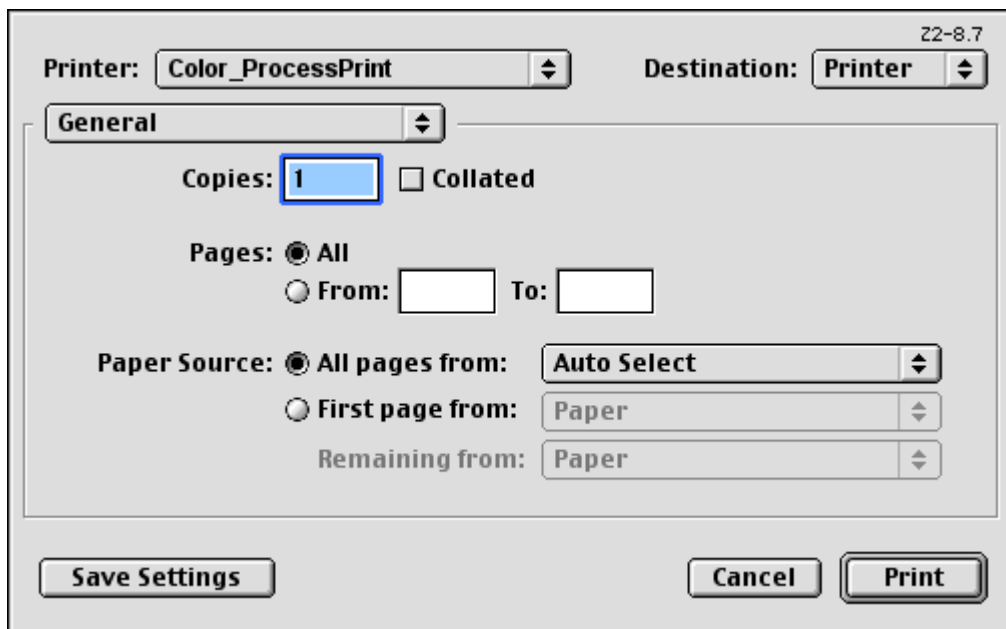 Z2-8.7
Printer: Color_ProcessPrint Destination: Printer
General
Copies: 1 Collated
Pages: All
From: To:
Paper Source: All pages from: Auto Select
First page from: Paper
Remaining from: Paper
Save Settings Cancel Print